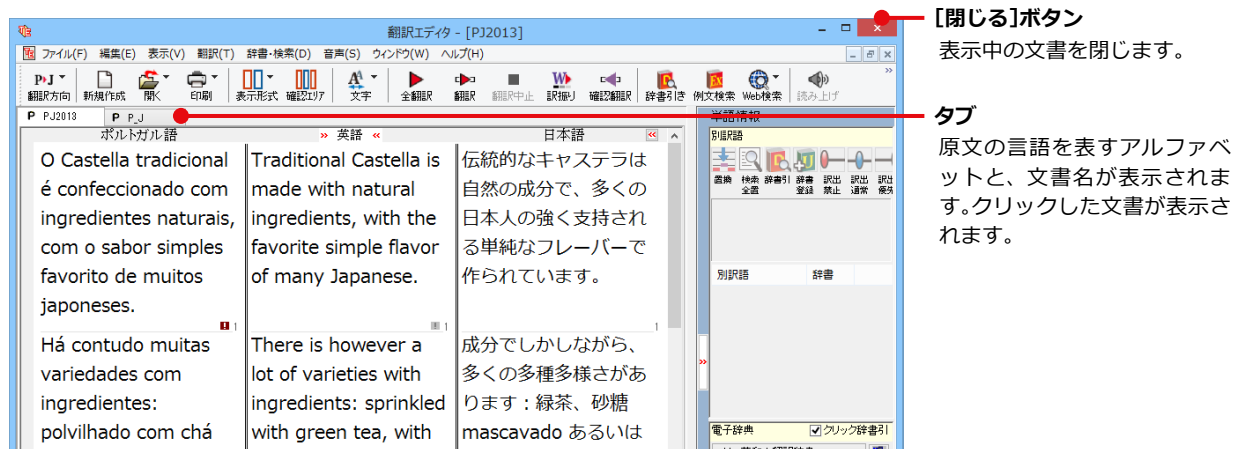 翻訳エディタ - [PJ2013]
ファイル(F) 編集(E) 表示(V) 翻訳(T) 辞書・検索(D) 音声(S) ウィンドウ(W) ヘルプ(H)
P▸J
翻訳方向 新規作成 開く 印刷 表示形式 確認エリア 文字 全翻訳 翻訳 翻訳中止 訳振り 確認翻訳 辞書引き 例文検索 Web検索 読み上げ
P PJ2013 P P_J
ポルトガル語 » 英語 « 日本語 «
O Castella tradicional
é confeccionado com
ingredientes naturais,
com o sabor simples
favorito de muitos
japoneses.
1
Há contudo muitas
variedades com
ingredientes:
polvilhado com chá
Traditional Castella is
made with natural
ingredients, with the
favorite simple flavor
of many Japanese.
1
There is however a
lot of varieties with
ingredients: sprinkled
with green tea, with
伝統的なキャステラは
自然の成分で、多くの
日本人の強く支持され
る単純なフレーバーで
作られています。
1
成分でしかしながら、
多くの多種多様さがあ
ります：緑茶、砂糖
mascavado あるいは
単語情報
別訳語
置換 検索全置 辞書引 辞書登録 訳出禁止 訳出通常 訳出優先
別訳語 辞書
»
電子辞典 クリック辞書引
[閉じる]ボタン
表示中の文書を閉じます。
タブ
原文の言語を表すアルファベ
ットと、文書名が表示されま
す。クリックした文書が表示さ
れます。